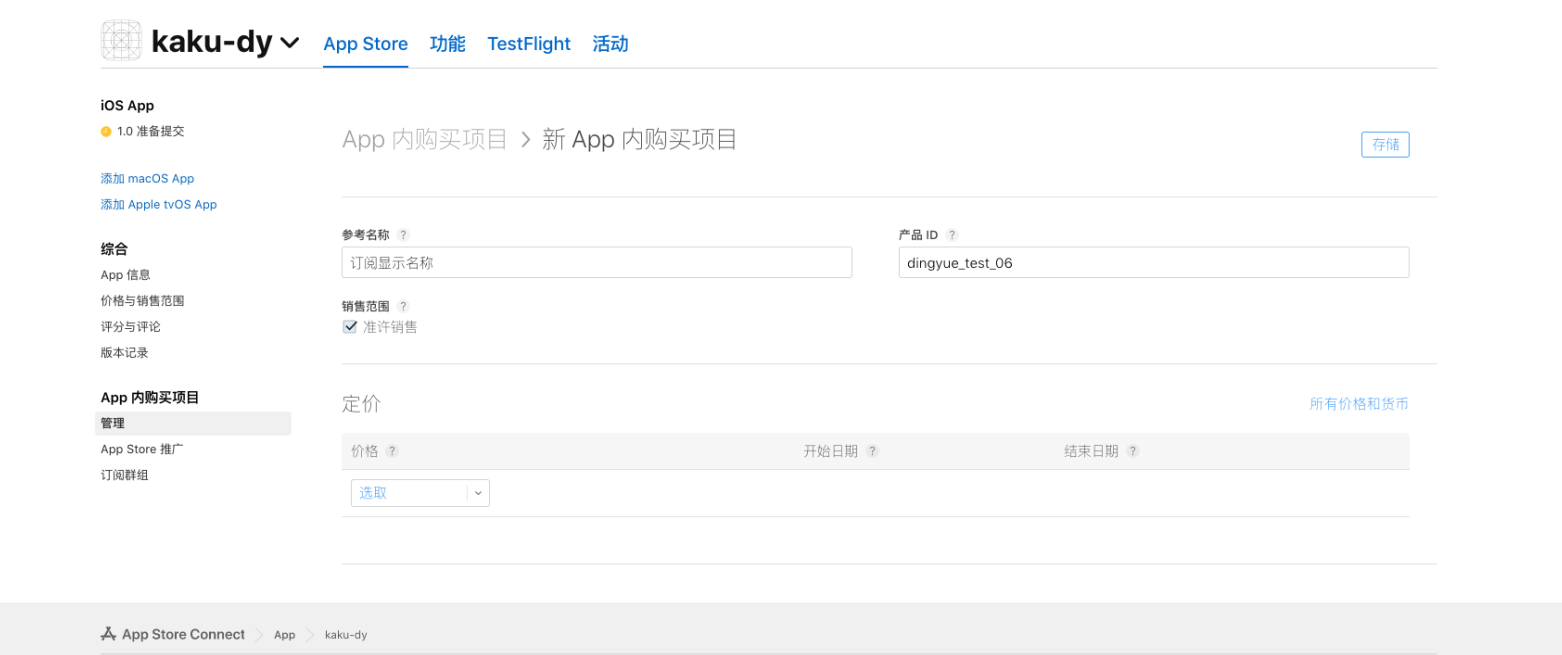 kaku-dy App Store 功能 TestFlight 活动
iOS App
1.0 准备提交
添加 macOS App
添加 Apple tvOS App
综合
App 信息
价格与销售范围
评分与评论
版本记录
App 内购买项目
管理
App Store 推广
订阅群组
App 内购买项目 > 新 App 内购买项目
存储
参考名称 ?
订阅显示名称
产品 ID ?
dingyue_test_06
销售范围 ?
准许销售
定价
所有价格和货币
价格 ? 开始日期 ? 结束日期 ?
选取
App Store Connect App kaku-dy